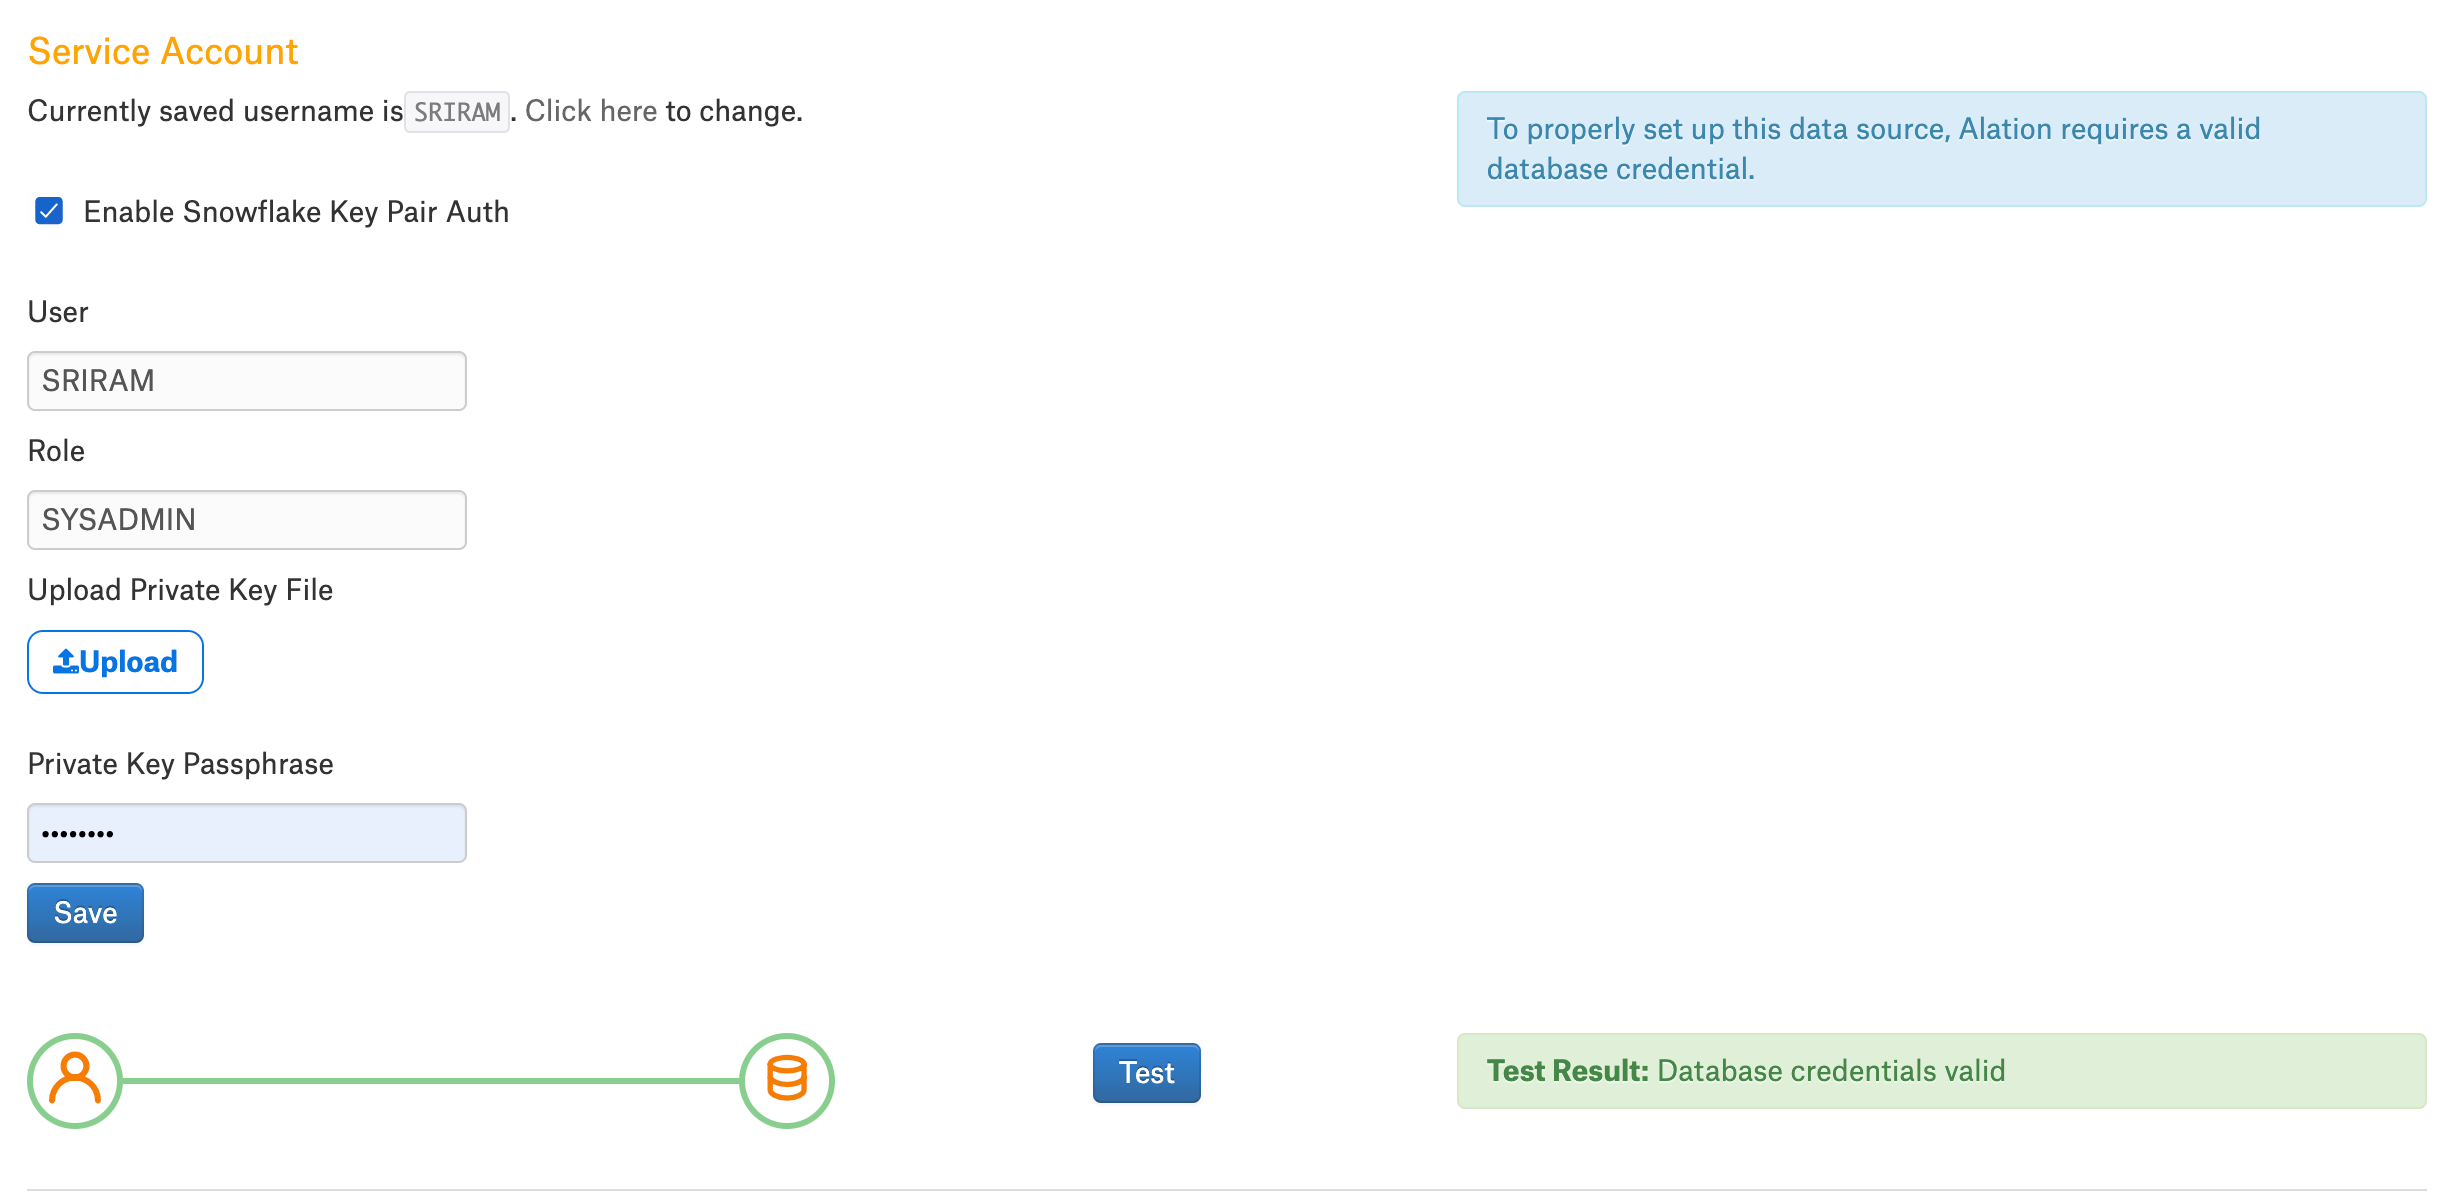 Service Account
Currently saved username is SRIRAM. Click here to change.
To properly set up this data source, Alation requires a valid
database credential.
Enable Snowflake Key Pair Auth
User
SRIRAM
Role
SYSADMIN
Upload Private Key File
Upload
Private Key Passphrase
••••••••
Save
Test
Test Result: Database credentials valid